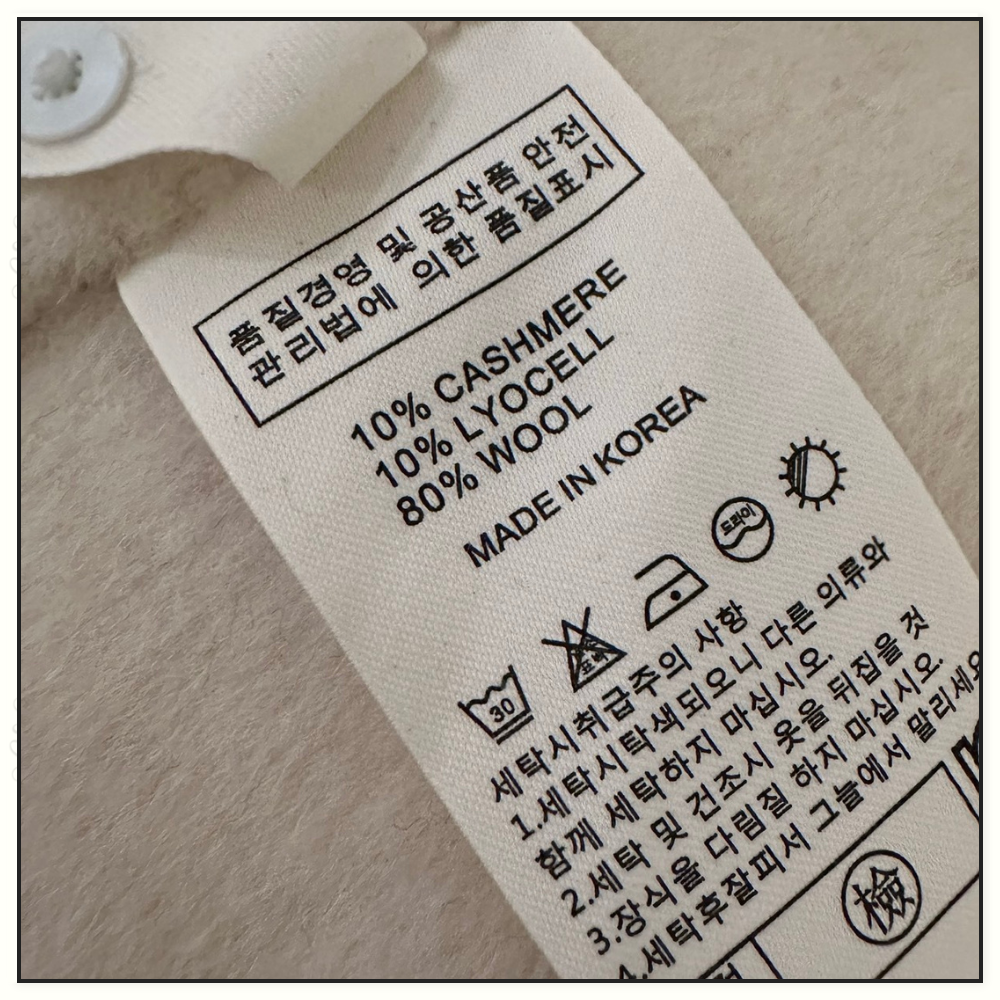 품질경영 및 공산품 안전
관리법에 의한 품질표시
10% CASHMERE
10% LYOCELL
80% WOOL
MADE IN KOREA
30
표백
드라이
세탁시취급주의 사항
1.세탁시탁색되오니 다른 의류와
함께 세탁하지 마십시오.
2.세탁 및 건조시 옷을 뒤집을 것
3.장식을 다림질 하지 마십시오.
4.세탁후잘펴서 그늘에서 말리세요
檢